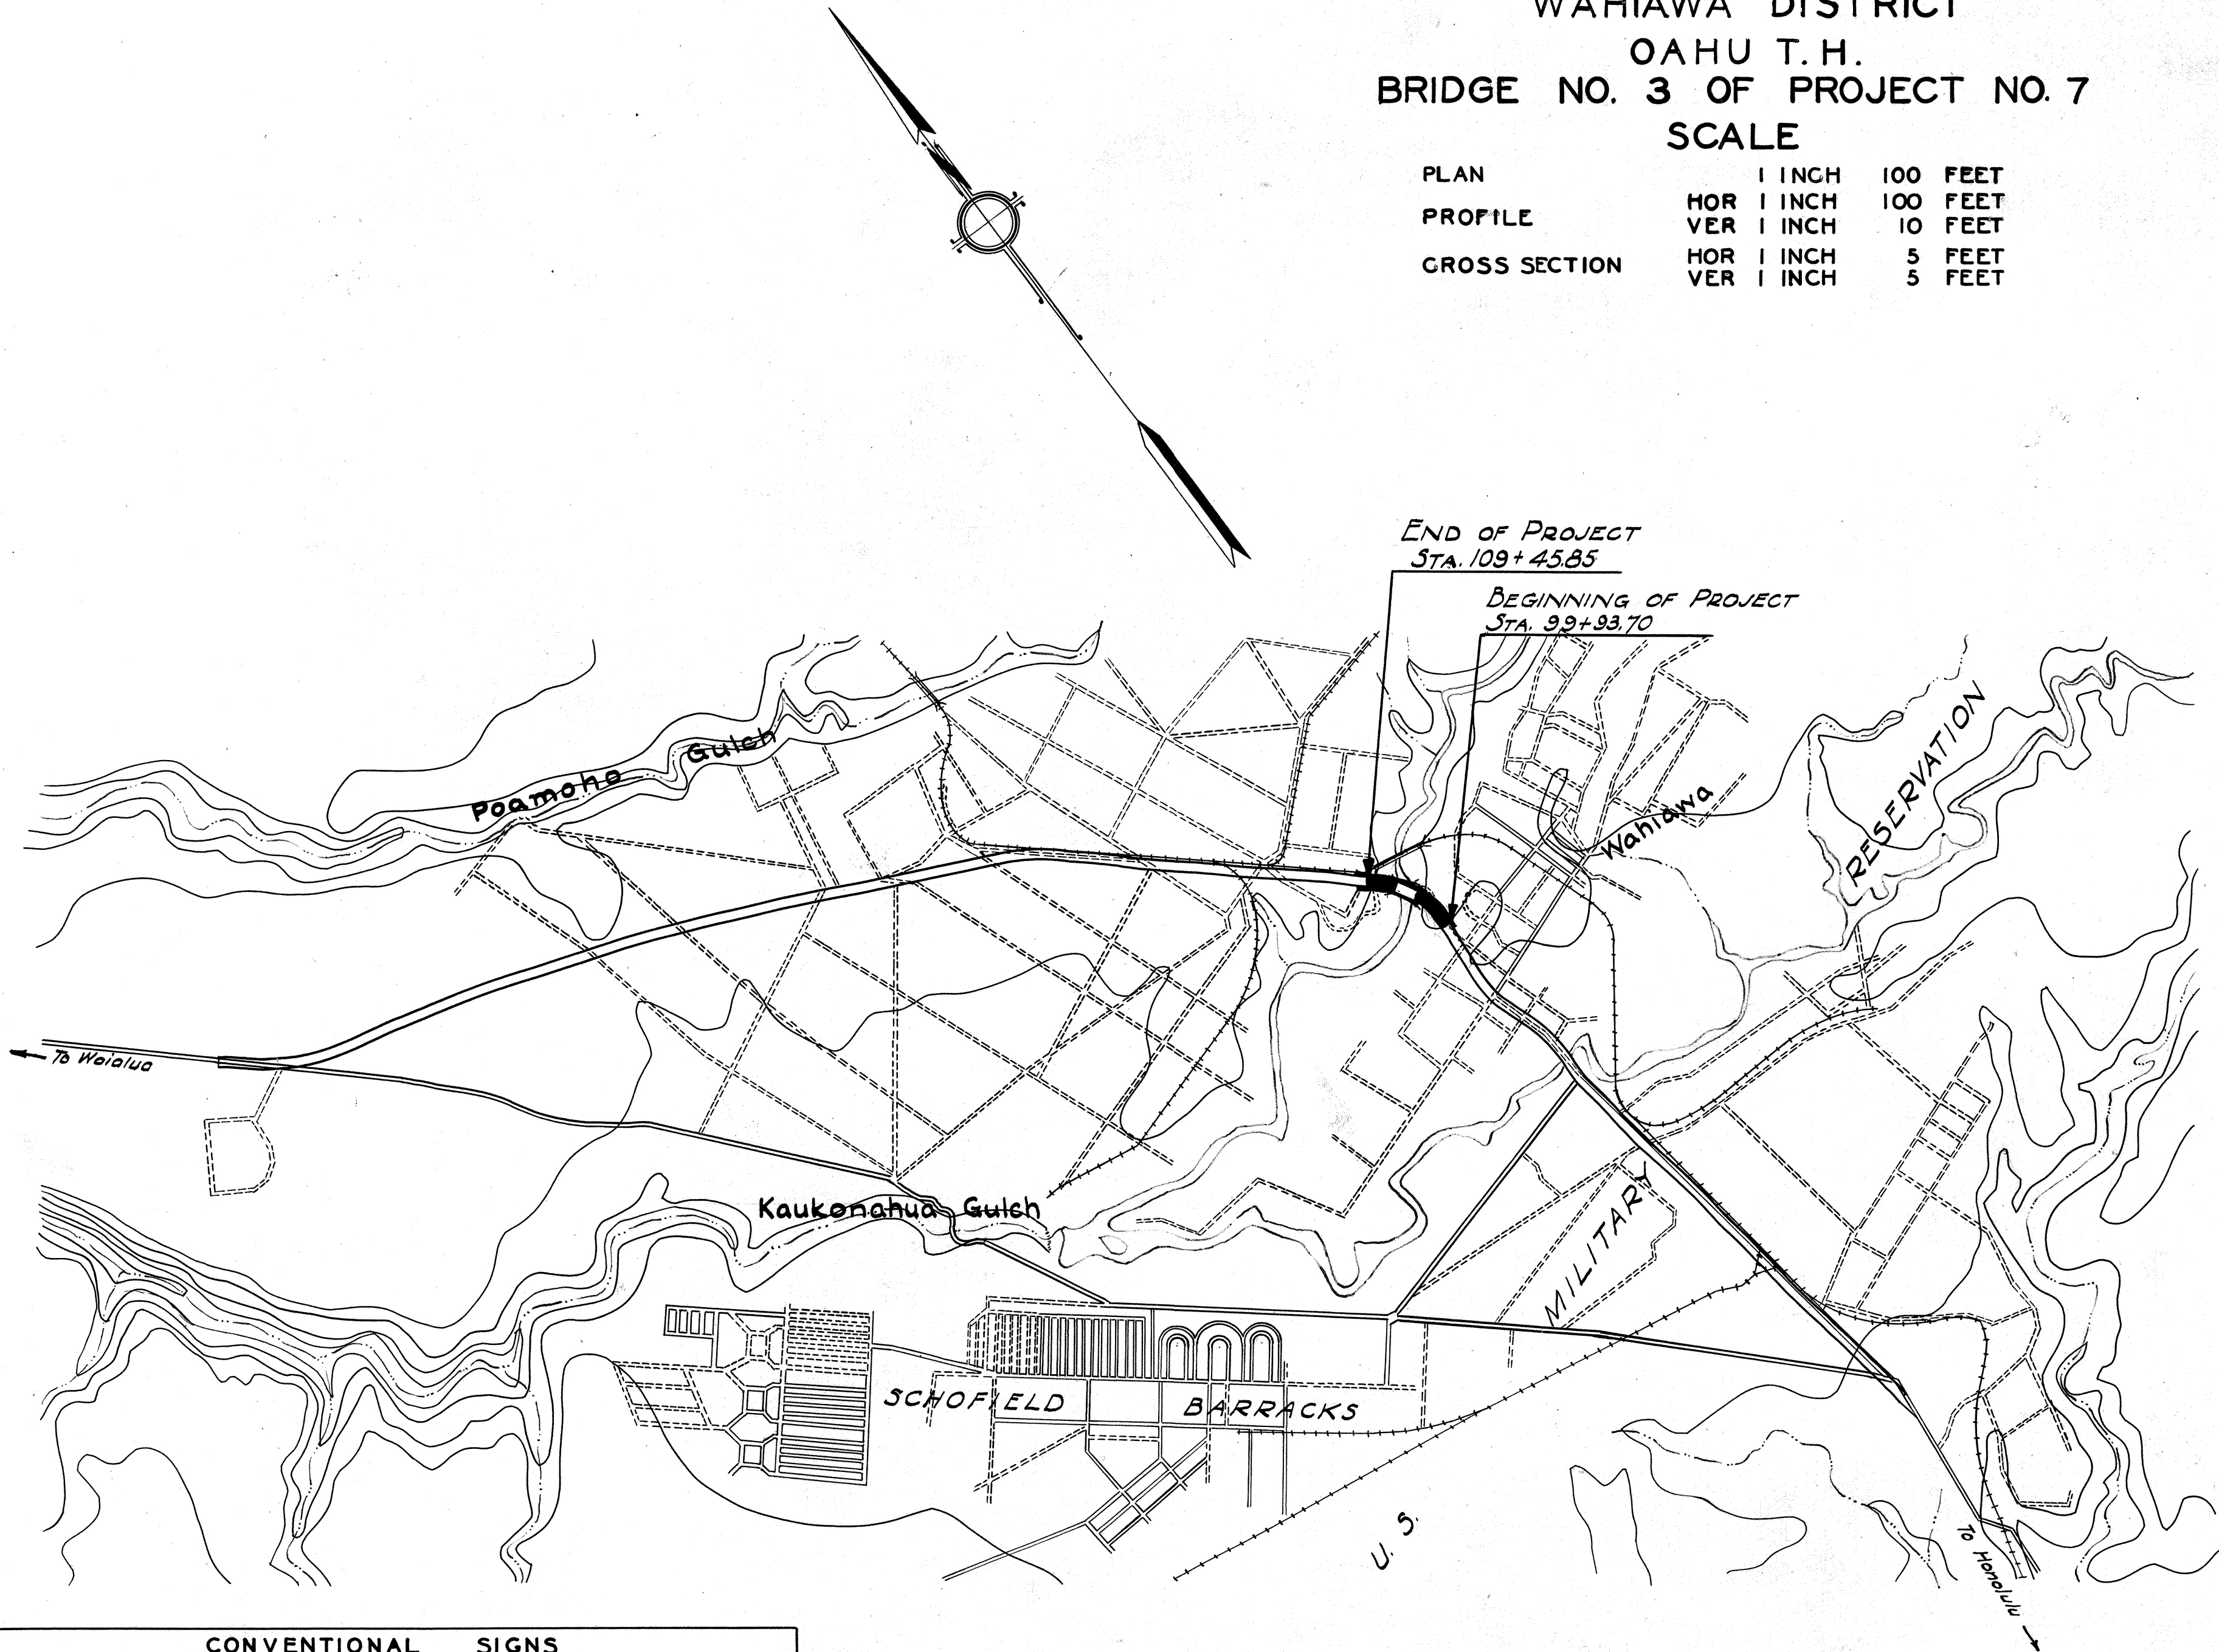 WAHIAWA DISTRICT
OAHU T.H.
BRIDGE NO. 3 OF PROJECT NO. 7
SCALE
PLAN 1 INCH 100 FEET
PROFILE HOR 1 INCH 100 FEET
VER 1 INCH 10 FEET
CROSS SECTION HOR 1 INCH 5 FEET
VER 1 INCH 5 FEET
END OF PROJECT
STA. 109+45.85
BEGINNING OF PROJECT
STA. 99+93.70
Poamoho Gulch
Wahiawa
RESERVATION
To Waialua
Kaukonahua Gulch
MILITARY
SCHOFIELD BARRACKS
U. S.
To Honolulu
CONVENTIONAL SIGNS